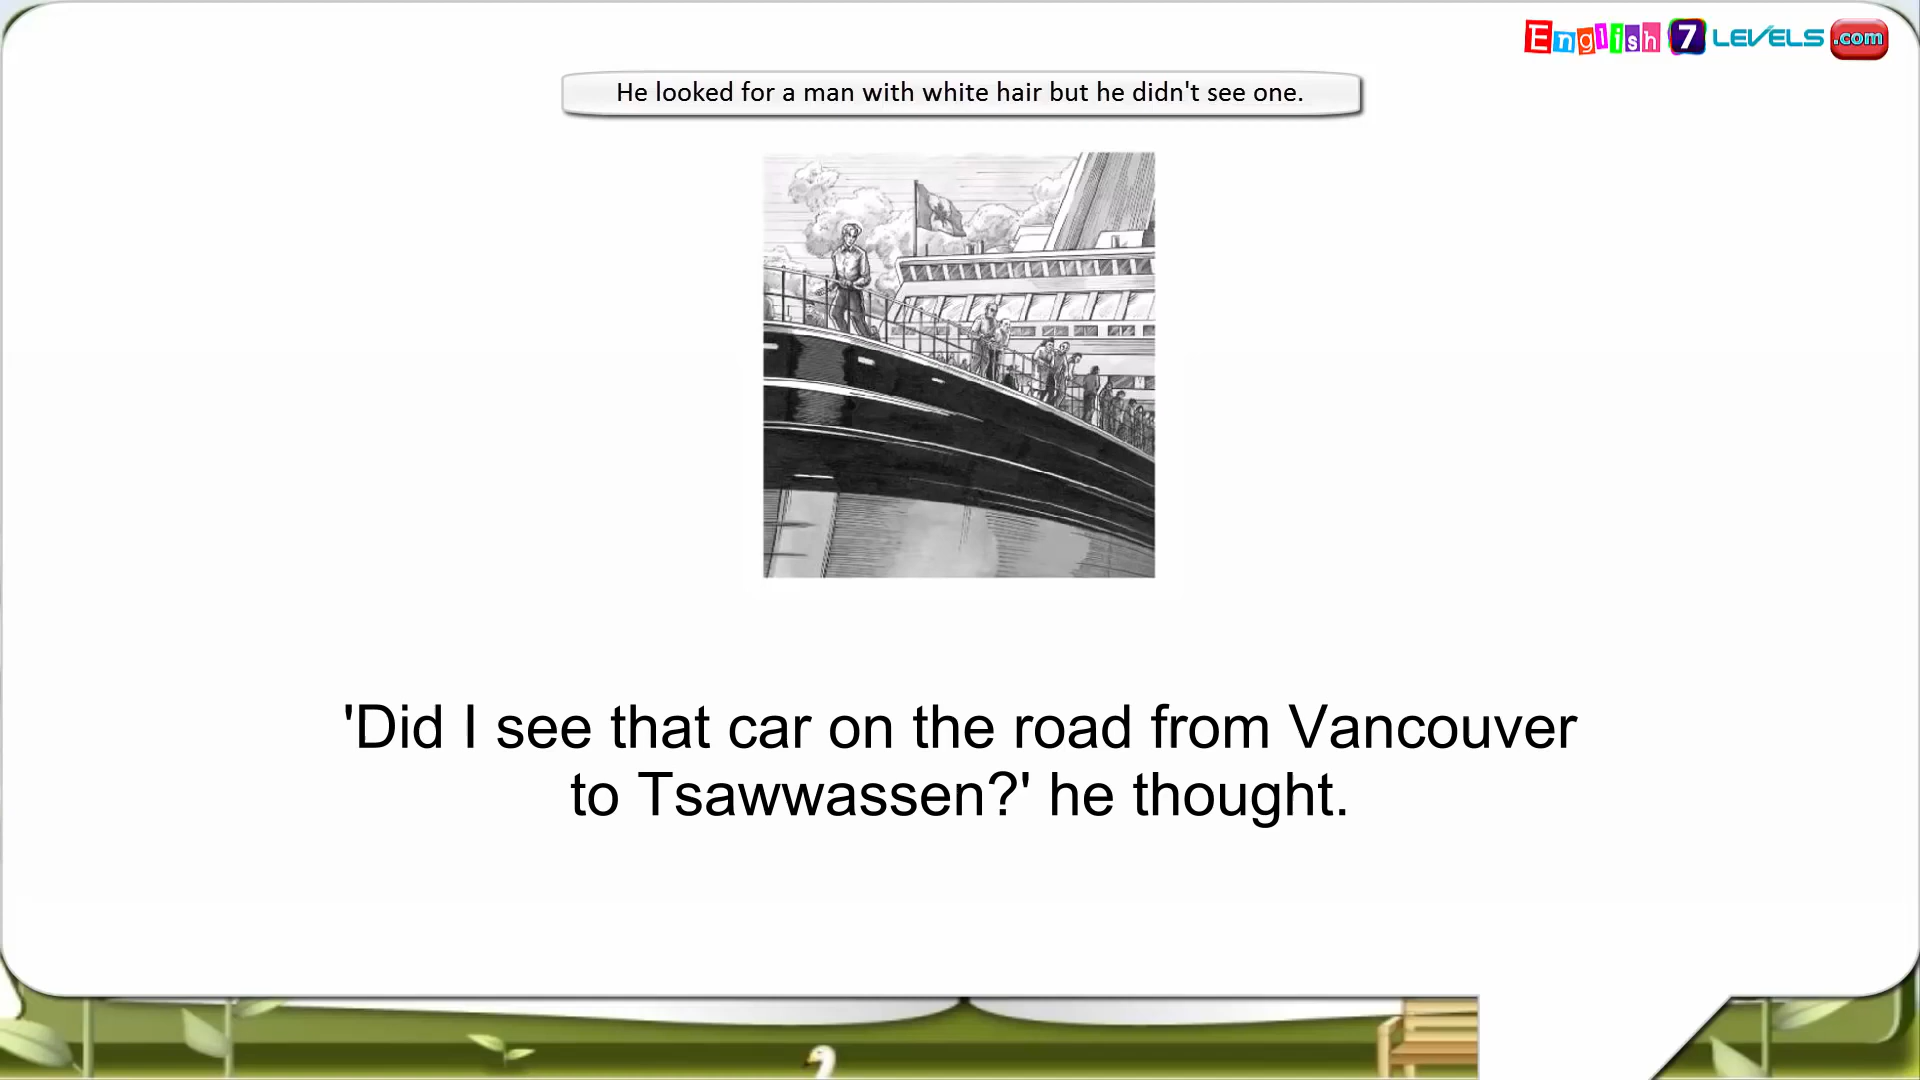 English 7 LEVELS .com
He looked for a man with white hair but he didn't see one.
'Did I see that car on the road from Vancouver
to Tsawwassen?' he thought.